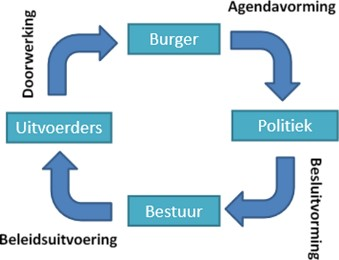 Agendavorming
Burger
Doorwerking
Uitvoerders
Politiek
Besluitvorming
Bestuur
Beleidsuitvoering